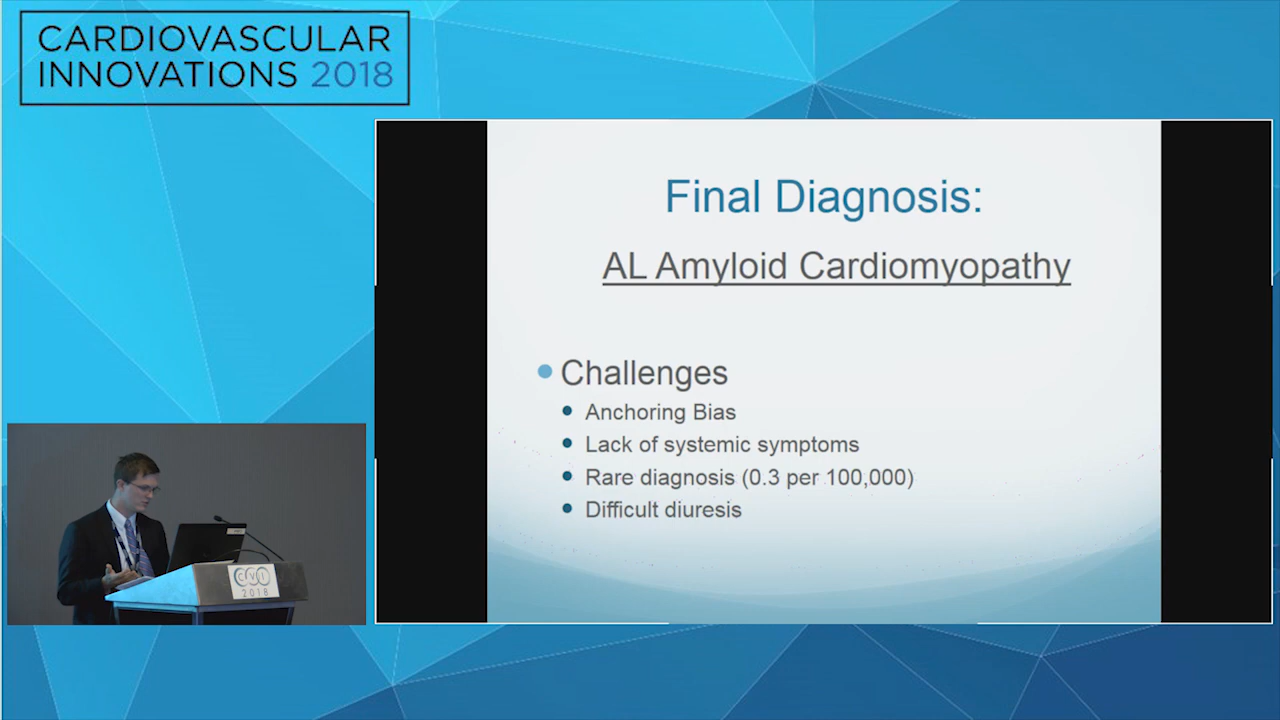 CARDIOVASCULAR
INNOVATIONS 2018
Final Diagnosis:
AL Amyloid Cardiomyopathy
Challenges
Anchoring Bias
Lack of systemic symptoms
Rare diagnosis (0.3 per 100,000)
Difficult diuresis
CVI
2018